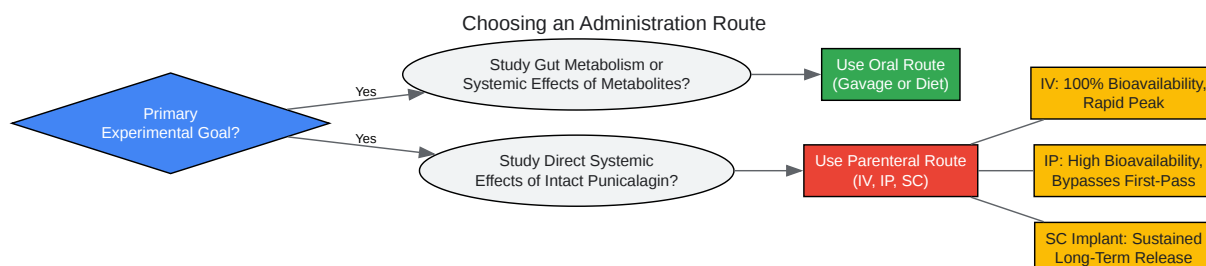 Choosing an Administration Route
Primary
Experimental Goal?
Yes
Yes
Study Gut Metabolism or
Systemic Effects of Metabolites?
Use Oral Route
(Gavage or Diet)
Study Direct Systemic
Effects of Intact Punicalagin?
Use Parenteral Route
(IV, IP, SC)
IV: 100% Bioavailability,
Rapid Peak
IP: High Bioavailability,
Bypasses First-Pass
SC Implant: Sustained
Long-Term Release